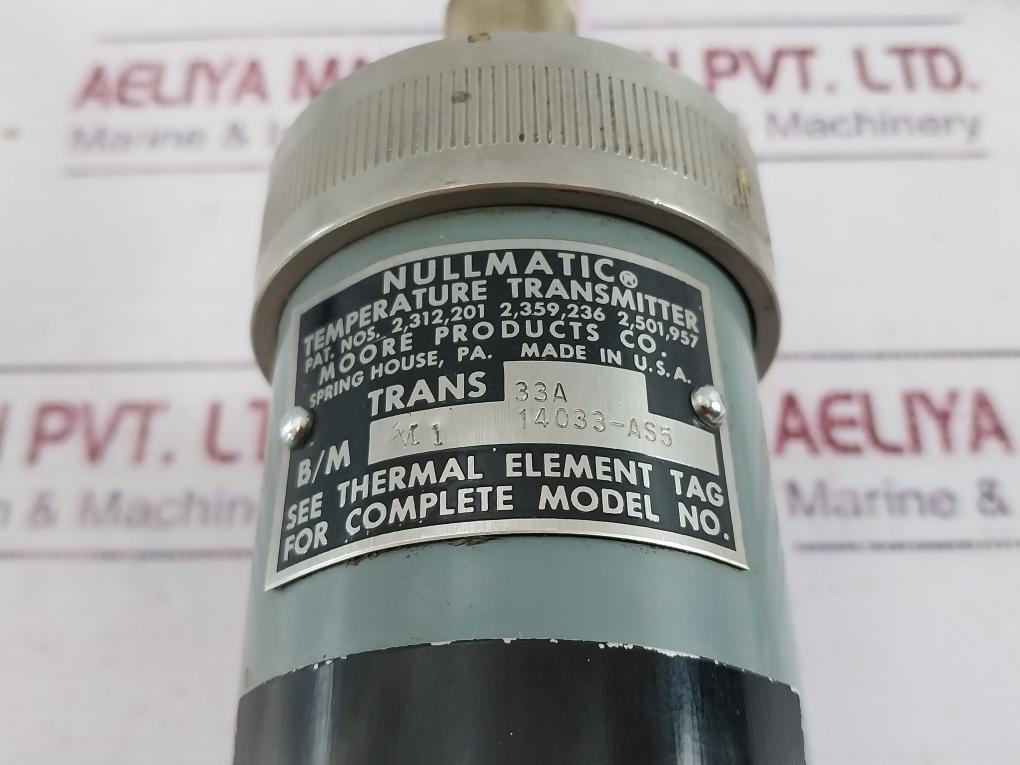 AELIYA MA
PVT. LTD.
Marine &
& Machinery
NULLMATIC®
TEMPERATURE TRANSMITTER
PAT. NOS. 2,312,201 2,359,236 2,501,957
MOORE PRODUCTS CO.
SPRING HOUSE, PA. MADE IN U.S.A.
TRANS 33A
B/M 14033-AS5
SEE THERMAL ELEMENT TAG
FOR COMPLETE MODEL NO.
PVT. LT
& Machin
AELIYA
Marine &